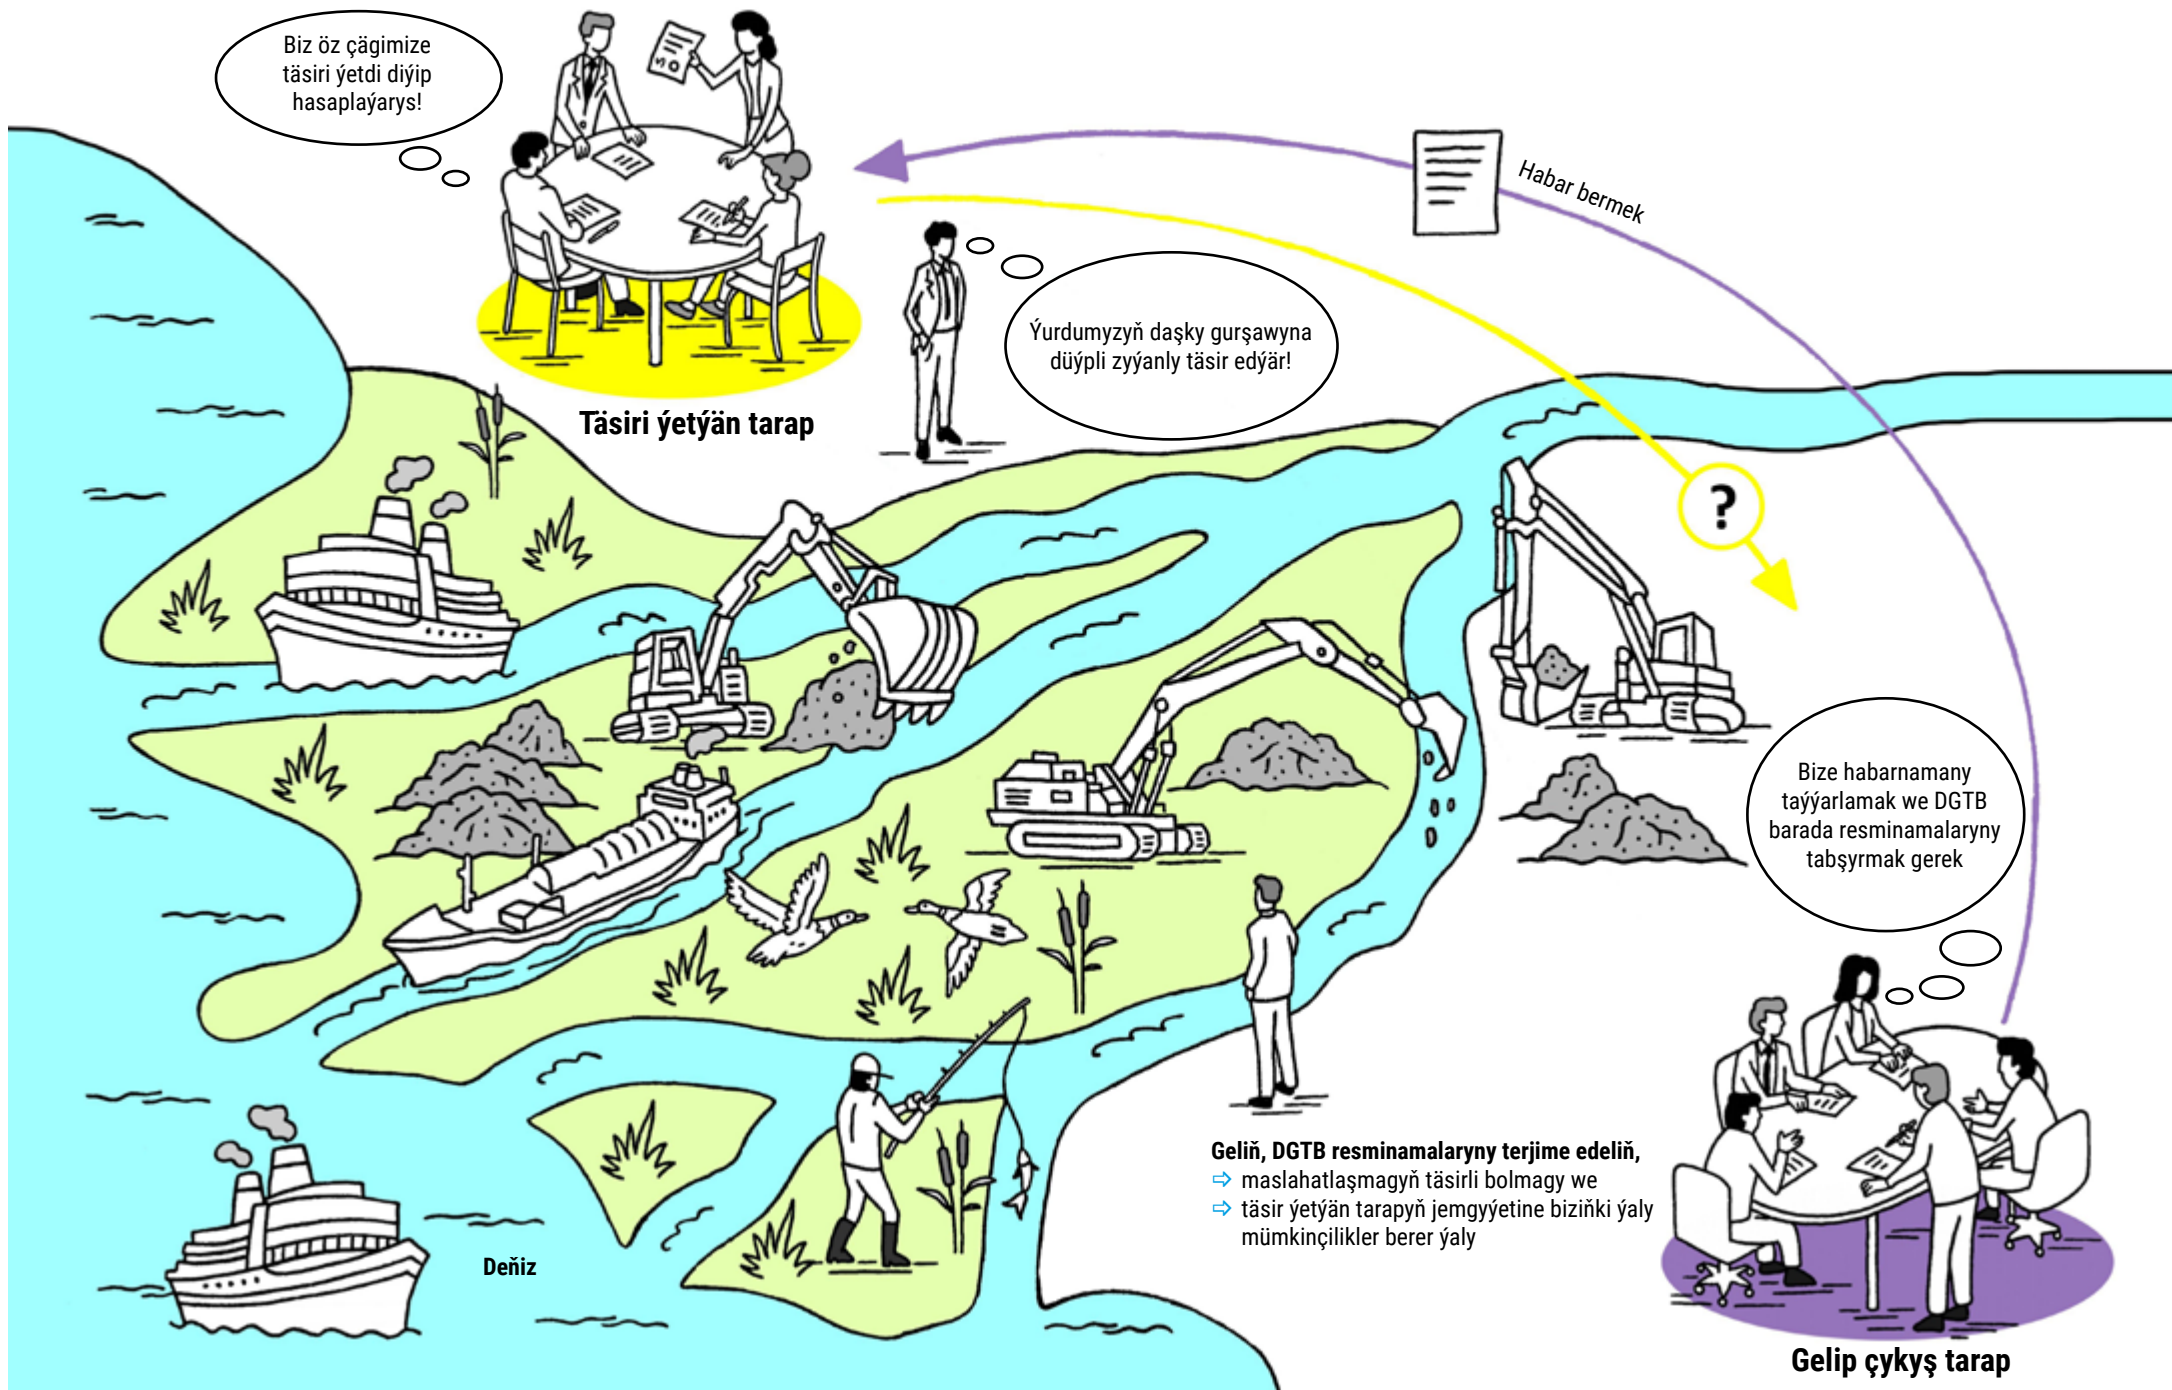 Biz öz çägimize
täsiri ýetdi diýip
hasaplaýarys!
Habar bermek
Ýurdumyzyň daşky gurşawyna
düýpli zyýanly täsir edýär!
Täsiri ýetýän tarap
?
Bize habarnamany
taýýarlamak we DGTB
barada resminamalaryny
tabşyrmak gerek
Geliň, DGTB resminamalaryny terjime edeliň,
⇨ maslahatlaşmagyň täsirli bolmagy we
⇨ täsir ýetýän tarapyň jemgyýetine biziňki ýaly
mümkinçilikler berer ýaly
Deňiz
Gelip çykyş tarap